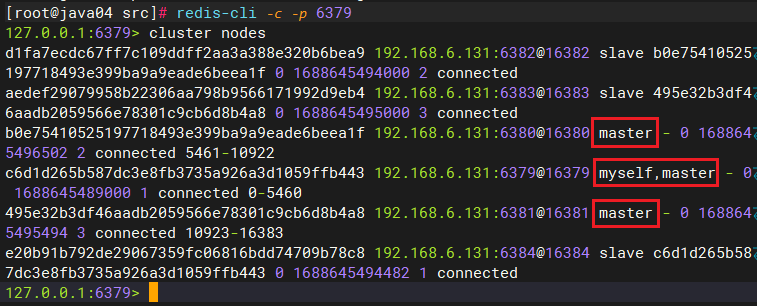 [root@java04 src]# redis-cli -c -p 6379
127.0.0.1:6379> cluster nodes
d1fa7ecdc67ff7c109ddff2aa3a388e320b6bea9 192.168.6.131:6382@16382 slave b0e75410525
197718493e399ba9a9eade6beea1f 0 1688645494000 2 connected
aedef29079958b22306aa798b9566171992d9eb4 192.168.6.131:6383@16383 slave 495e32b3df4
6aadb2059566e78301c9cb6d8b4a8 0 1688645495000 3 connected
b0e75410525197718493e399ba9a9eade6beea1f 192.168.6.131:6380@16380 master - 0 168864
5496502 2 connected 5461-10922
c6d1d265b587dc3e8fb3735a926a3d1059ffb443 192.168.6.131:6379@16379 myself,master - 0
1688645489000 1 connected 0-5460
495e32b3df46aadb2059566e78301c9cb6d8b4a8 192.168.6.131:6381@16381 master - 0 168864
5495494 3 connected 10923-16383
e20b91b792de29067359fc06816bdd74709b78c8 192.168.6.131:6384@16384 slave c6d1d265b58
7dc3e8fb3735a926a3d1059ffb443 0 1688645494482 1 connected
127.0.0.1:6379>